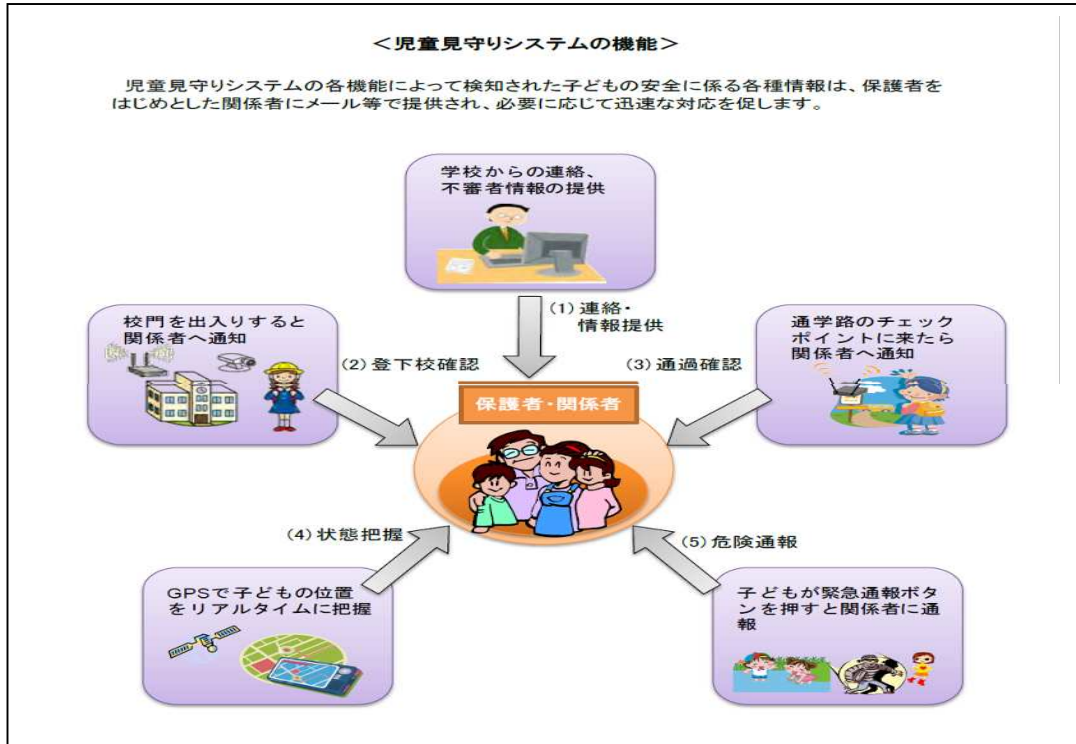 ＜児童見守りシステムの機能＞
児童見守りシステムの各機能によって検知された子どもの安全に係る各種情報は、保護者を
はじめとした関係者にメール等で提供され、必要に応じて迅速な対応を促します。
学校からの連絡、
不審者情報の提供
(1)連絡・
情報提供
校門を出入りすると
関係者へ通知
(2)登下校確認
通学路のチェック
ポイントに来たら
関係者へ通知
(3)通過確認
保護者・関係者
(4)状態把握
GPSで子どもの位置
をリアルタイムに把握
(5)危険通報
子どもが緊急通報ボタ
ンを押すと関係者に通
報